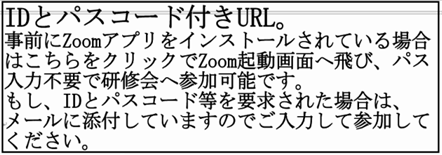 IDとパスコード付きURL。
事前にZoomアプリをインストールされている場合
はこちらをクリックでZoom起動画面へ飛び、パス
入力不要で研修会へ参加可能です。
もし、IDとパスコード等を要求された場合は、
メールに添付していますのでご入力して参加して
ください。